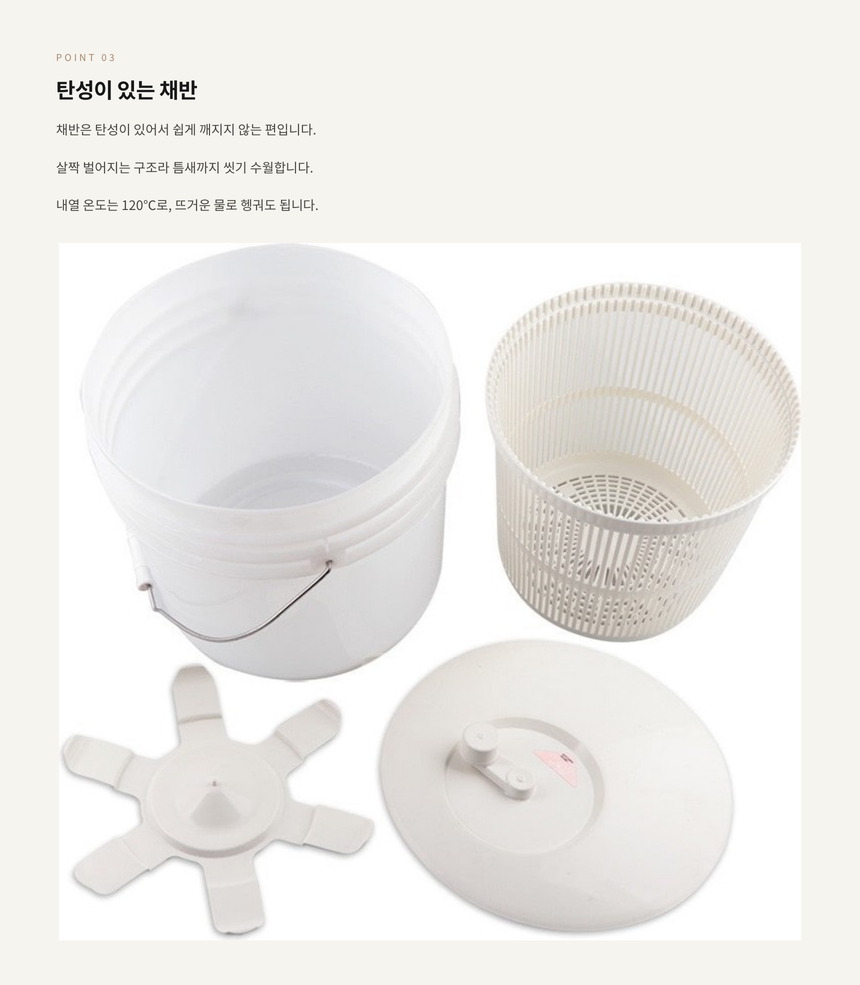 POINT 03
탄성이 있는 채반
채반은 탄성이 있어서 쉽게 깨지지 않는 편입니다.
살짝 벌어지는 구조라 틈새까지 씻기 수월합니다.
내열 온도는 120℃로, 뜨거운 물로 헹궈도 됩니다.